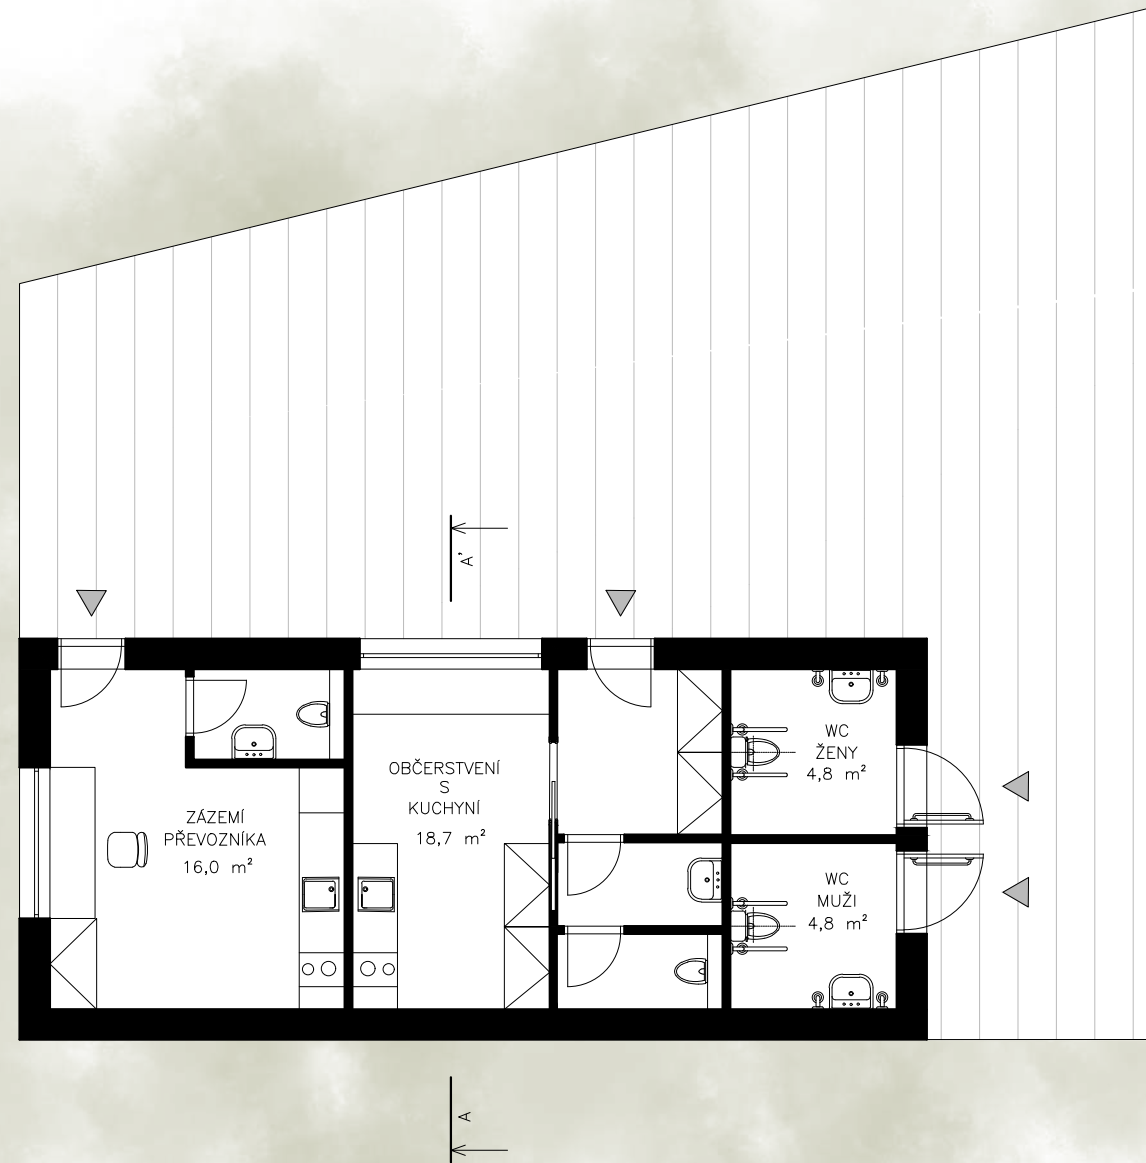 A'
ZÁZEMÍ
PŘEVOZNÍKA
16,0 m²
OBČERSTVENÍ
S
KUCHYNÍ
18,7 m²
WC
ŽENY
4,8 m²
WC
MUŽI
4,8 m²
A